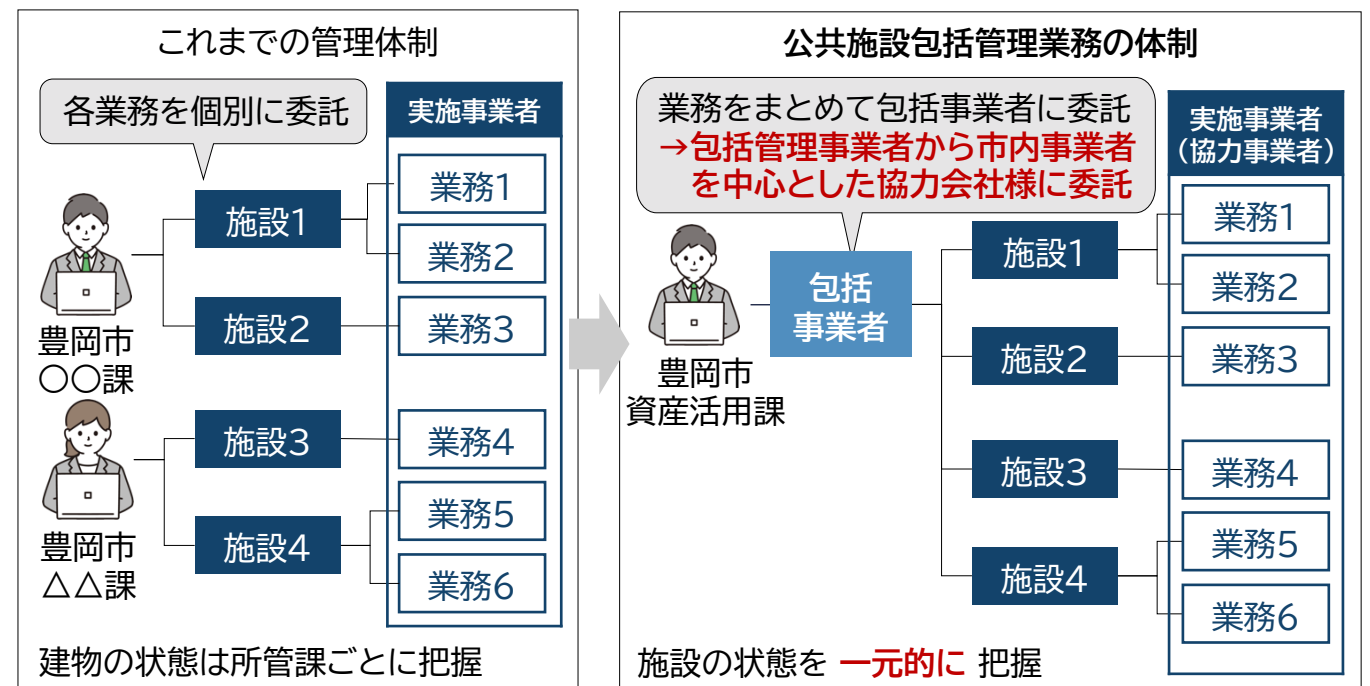 これまでの管理体制
各業務を個別に委託
実施事業者
豊岡市
〇〇課
施設1
業務1
業務2
施設2
業務3
豊岡市
△△課
施設3
業務4
施設4
業務5
業務6
建物の状態は所管課ごとに把握
公共施設包括管理業務の体制
業務をまとめて包括事業者に委託
→包括管理事業者から市内事業者
を中心とした協力会社様に委託
実施事業者
（協力事業者）
豊岡市
資産活用課
包括
事業者
施設1
業務1
業務2
施設2
業務3
施設3
業務4
施設4
業務5
業務6
施設の状態を 一元的に 把握